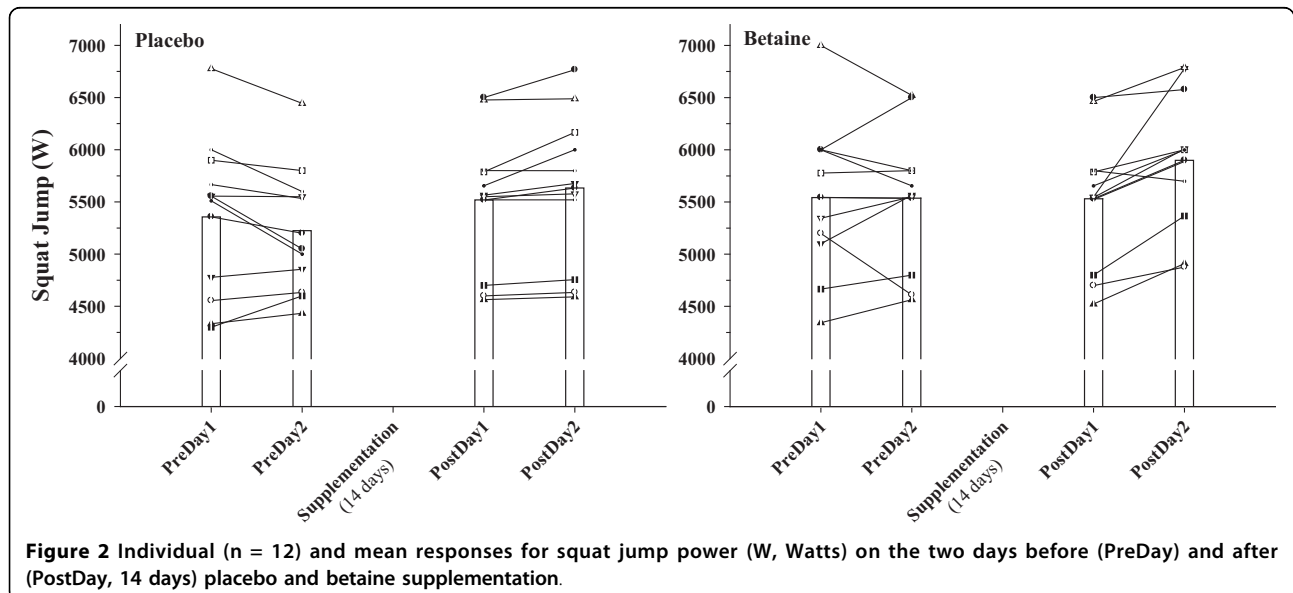 Placebo
Betaine
Squat Jump (W)
7000
6500
6000
5500
5000
4500
4000
0
7000
6500
6000
5500
5000
4500
4000
0
PreDay1
PreDay2
Supplementation
(14 days)
PostDay1
PostDay2
PreDay1
PreDay2
Supplementation
(14 days)
PostDay1
PostDay2
Figure 2 Individual (n = 12) and mean responses for squat jump power (W, Watts) on the two days before (PreDay) and after
(PostDay, 14 days) placebo and betaine supplementation.